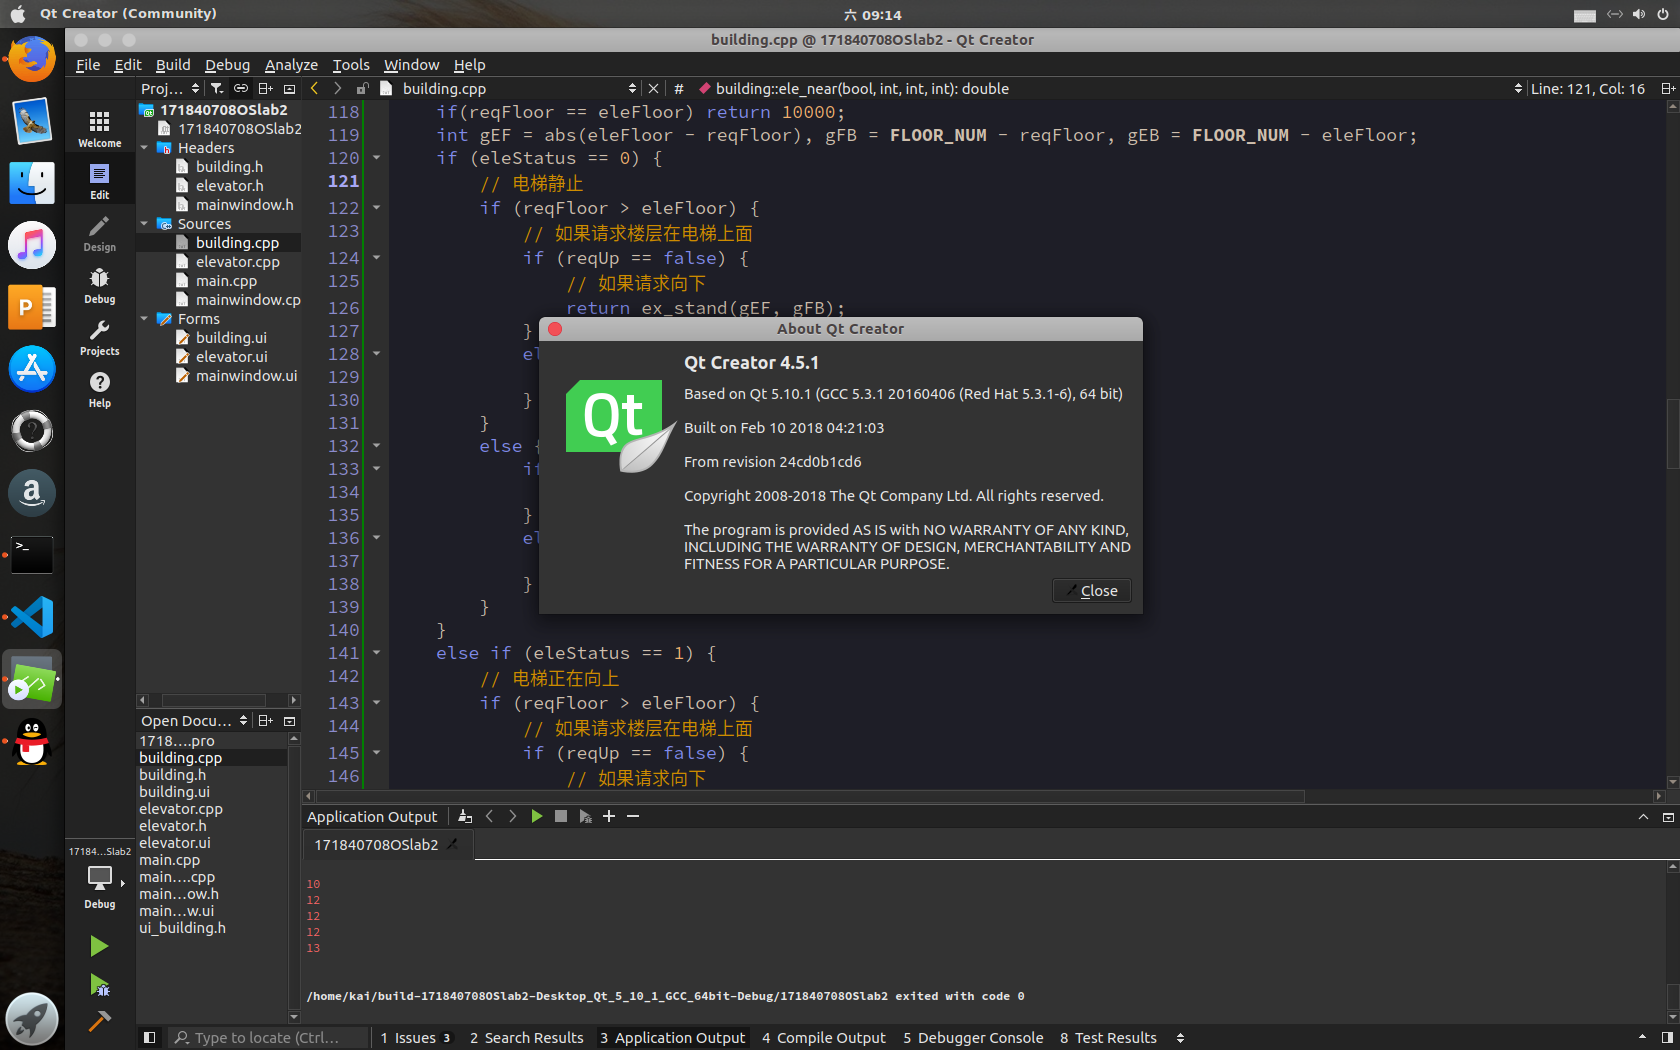 Qt Creator (Community)
六 09:14
building.cpp @ 171840708OSlab2 - Qt Creator
File Edit Build Debug Analyze Tools Window Help
Proj...
building.cpp
#
building::ele_near(bool, int, int, int): double
Line: 121, Col: 16
Welcome
Edit
Design
Debug
Projects
Help
171840708OSlab2
171840708OSlab2
Headers
building.h
elevator.h
mainwindow.h
Sources
building.cpp
elevator.cpp
main.cpp
mainwindow.cp
Forms
building.ui
elevator.ui
mainwindow.ui
118 if(reqFloor == eleFloor) return 10000;
119 int gEF = abs(eleFloor - reqFloor), gFB = FLOOR_NUM - reqFloor, gEB = FLOOR_NUM - eleFloor;
120 if (eleStatus == 0) {
121 // 电梯静止
122 if (reqFloor > eleFloor) {
123 // 如果请求楼层在电梯上面
124 if (reqUp == false) {
125 // 如果请求向下
126 return ex_stand(gEF, gFB);
127 }
128 el
129
130 }
131 }
132 else {
133 if
134
135 }
136 el
137
138 }
139 }
140 }
141 else if (eleStatus == 1) {
142 // 电梯正在向上
143 if (reqFloor > eleFloor) {
144 // 如果请求楼层在电梯上面
145 if (reqUp == false) {
146 // 如果请求向下
About Qt Creator
Qt
Qt Creator 4.5.1
Based on Qt 5.10.1 (GCC 5.3.1 20160406 (Red Hat 5.3.1-6), 64 bit)
Built on Feb 10 2018 04:21:03
From revision 24cd0b1cd6
Copyright 2008-2018 The Qt Company Ltd. All rights reserved.
The program is provided AS IS with NO WARRANTY OF ANY KIND,
INCLUDING THE WARRANTY OF DESIGN, MERCHANTABILITY AND
FITNESS FOR A PARTICULAR PURPOSE.
Close
Open Docu...
1718....pro
building.cpp
building.h
building.ui
elevator.cpp
elevator.h
elevator.ui
main.cpp
main....cpp
main...ow.h
main...w.ui
ui_building.h
17184...Slab2
Debug
Application Output
171840708OSlab2
10
12
12
12
13
/home/kai/build-171840708OSlab2-Desktop_Qt_5_10_1_GCC_64bit-Debug/171840708OSlab2 exited with code 0
Type to locate (Ctrl...
1 Issues 3
2 Search Results
3 Application Output
4 Compile Output
5 Debugger Console
8 Test Results